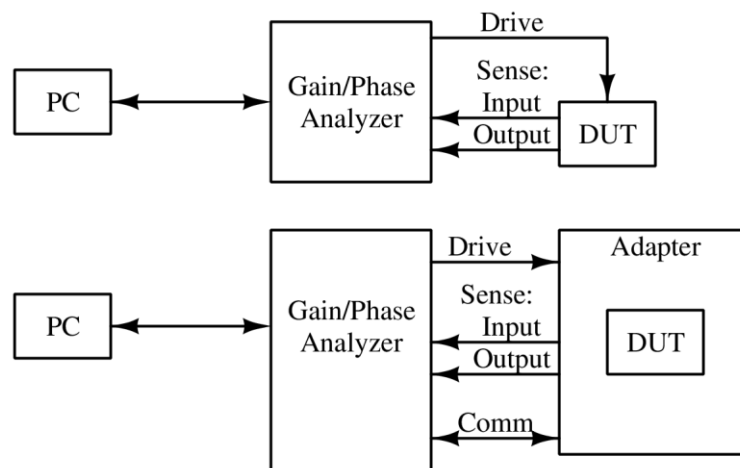 Drive
Sense:
PC
Gain/Phase
Analyzer
Input
Output
DUT
Drive
Adapter
Sense:
PC
Gain/Phase
Analyzer
Input
Output
DUT
Comm